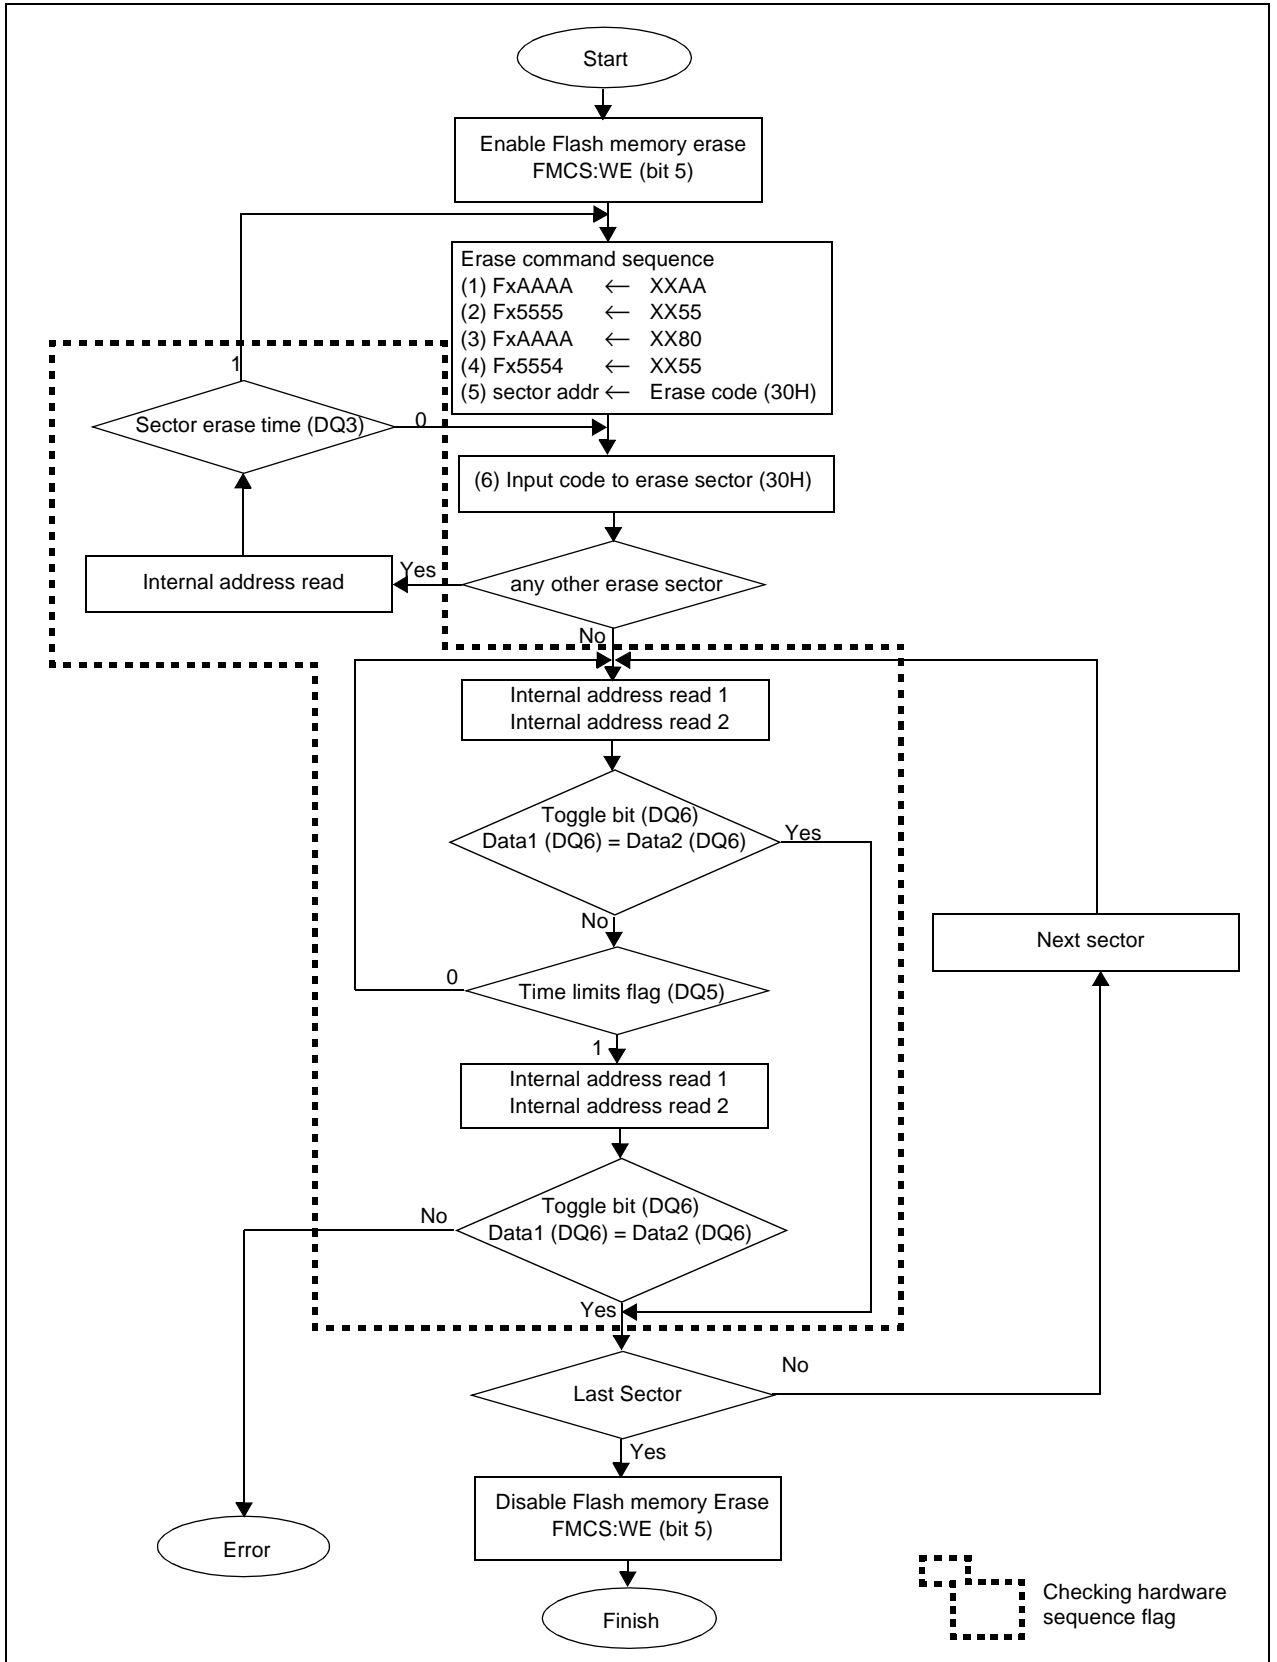 Start
Enable Flash memory erase
FMCS:WE (bit 5)
Erase command sequence
(1) FxAAAA ← XXAA
(2) Fx5555 ← XX55
(3) FxAAAA ← XX80
(4) Fx5554 ← XX55
(5) sector addr ← Erase code (30H)
1
Sector erase time (DQ3)
0
(6) Input code to erase sector (30H)
Internal address read
Yes
any other erase sector
No
Internal address read 1
Internal address read 2
Toggle bit (DQ6)
Data1 (DQ6) = Data2 (DQ6)
Yes
No
Next sector
0
Time limits flag (DQ5)
1
Internal address read 1
Internal address read 2
Toggle bit (DQ6)
Data1 (DQ6) = Data2 (DQ6)
No
Yes
Last Sector
No
Yes
Disable Flash memory Erase
FMCS:WE (bit 5)
Error
Finish
Checking hardware
sequence flag